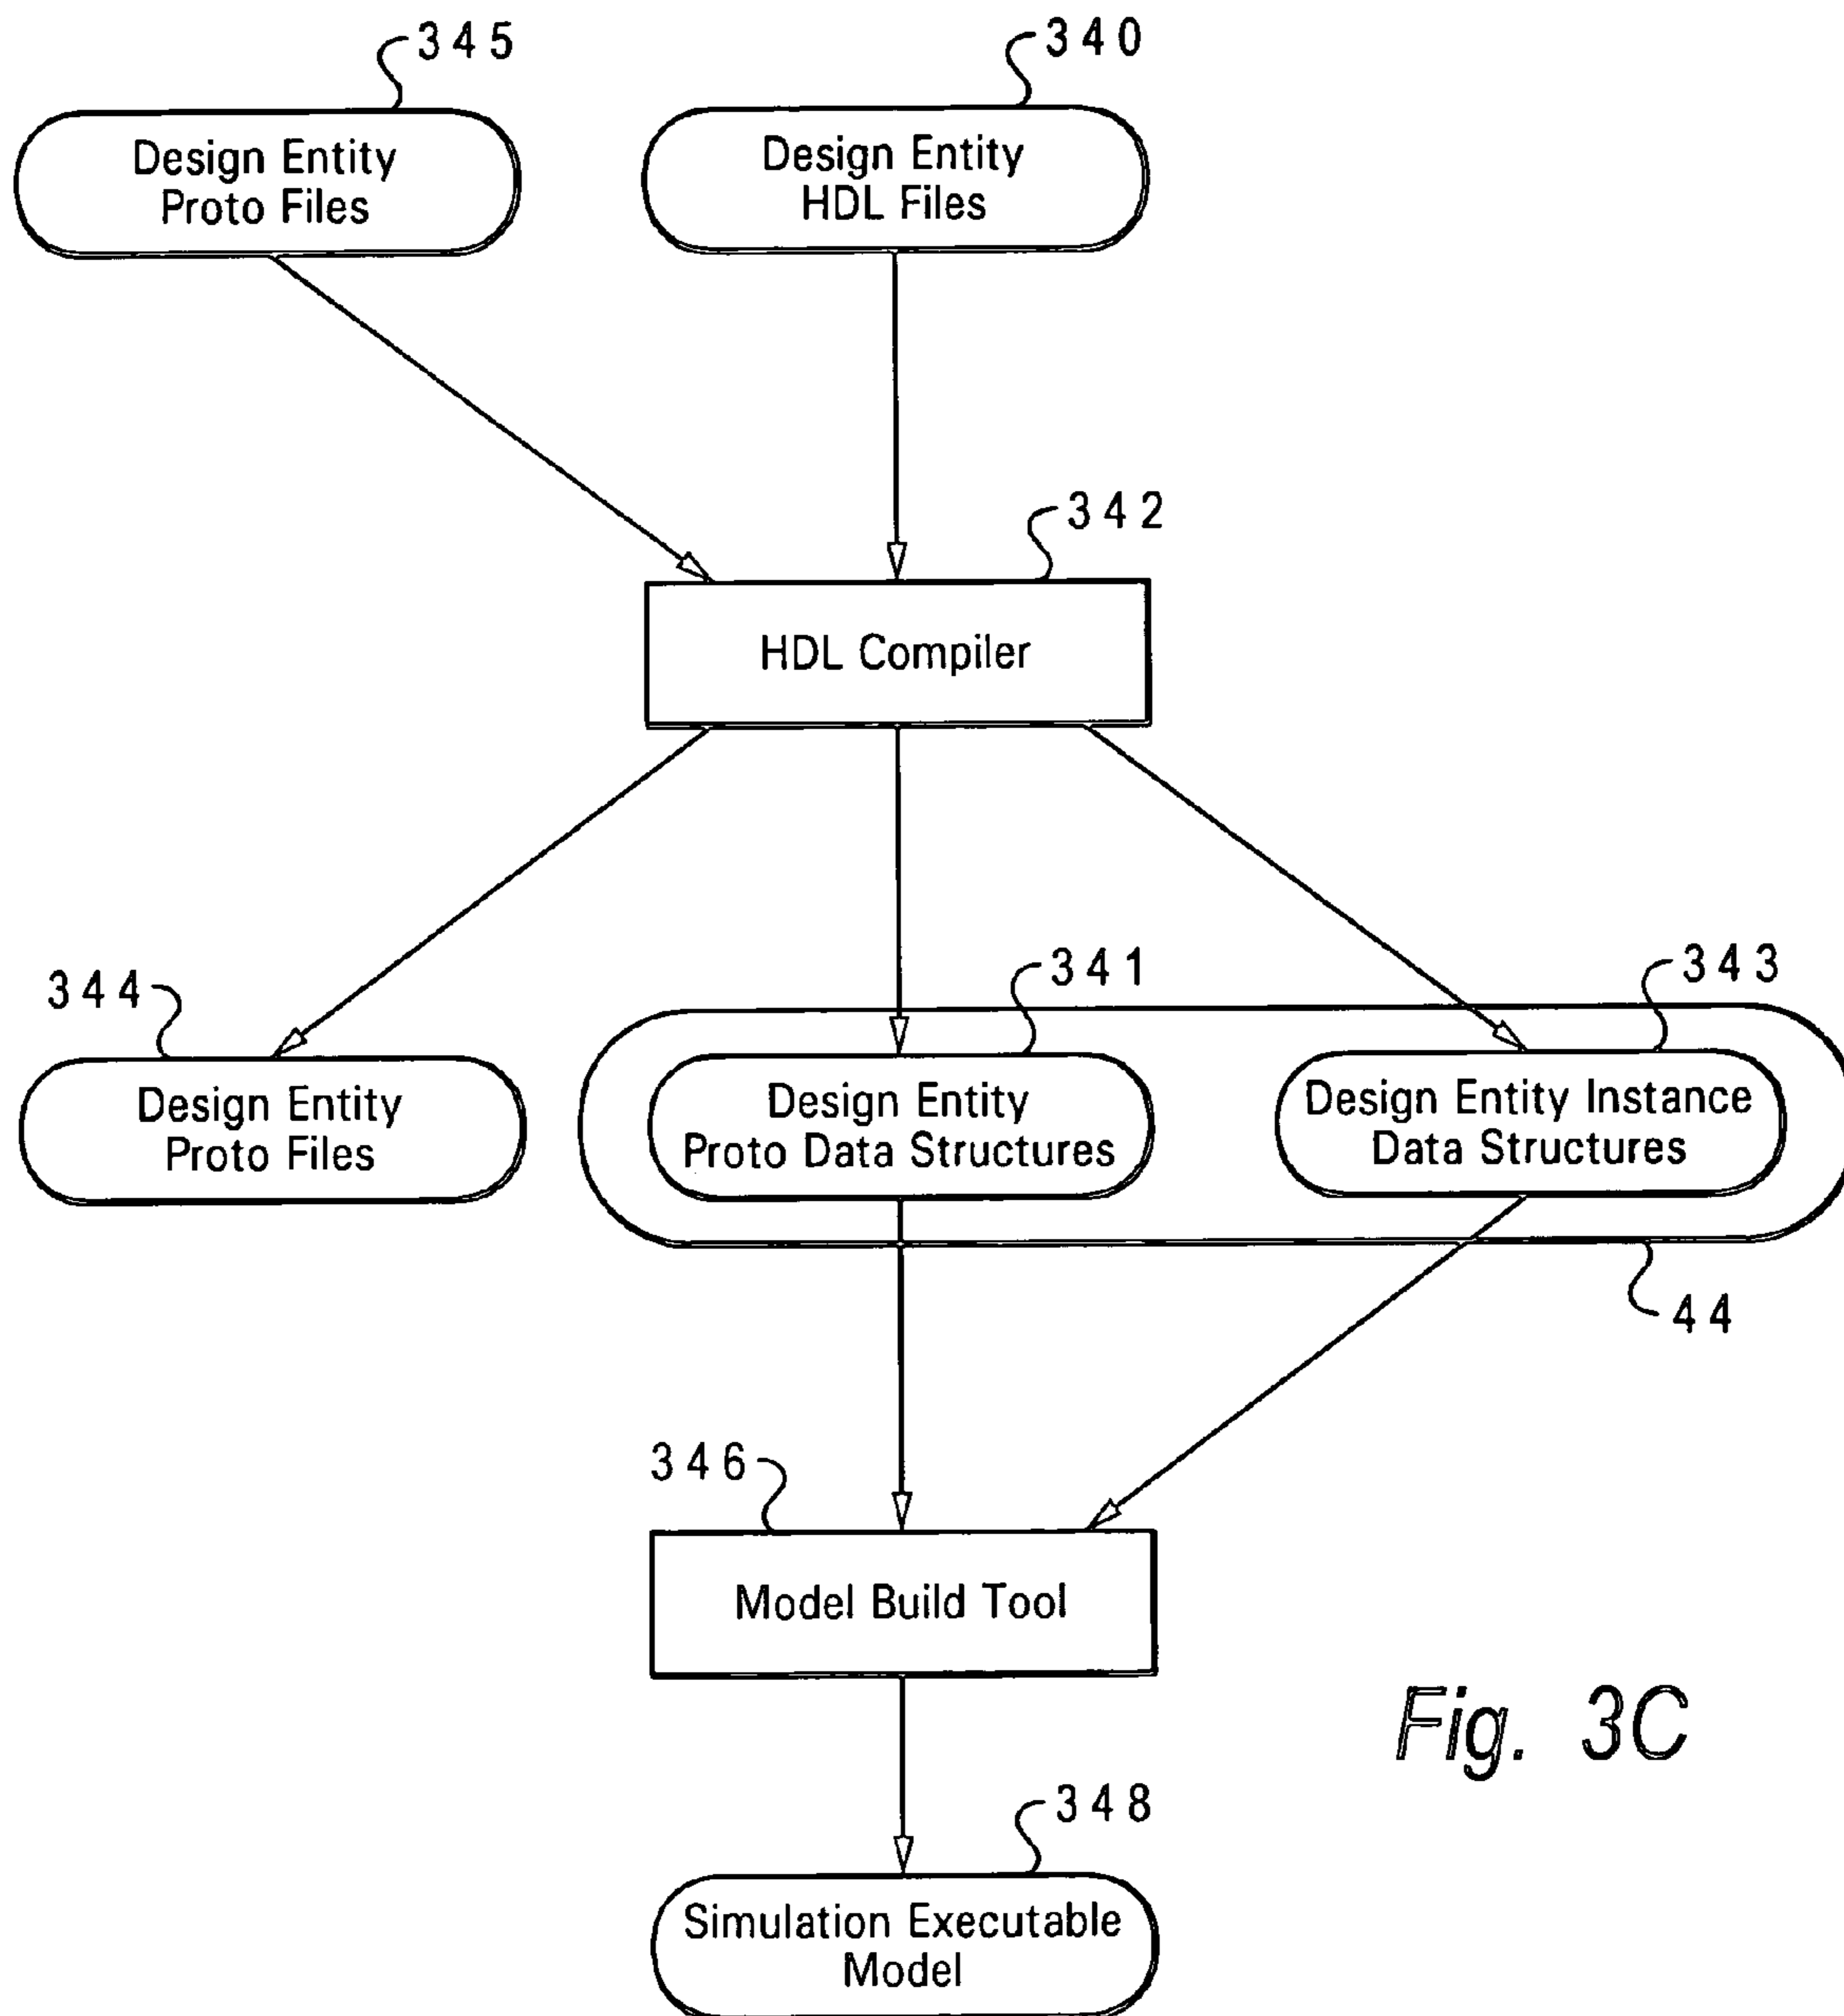 345
340
Design Entity
Proto Files
Design Entity
HDL Files
342
HDL Compiler
344
341
343
Design Entity
Proto Files
Design Entity
Proto Data Structures
Design Entity Instance
Data Structures
44
346
Model Build Tool
Fig. 3C
348
Simulation Executable
Model